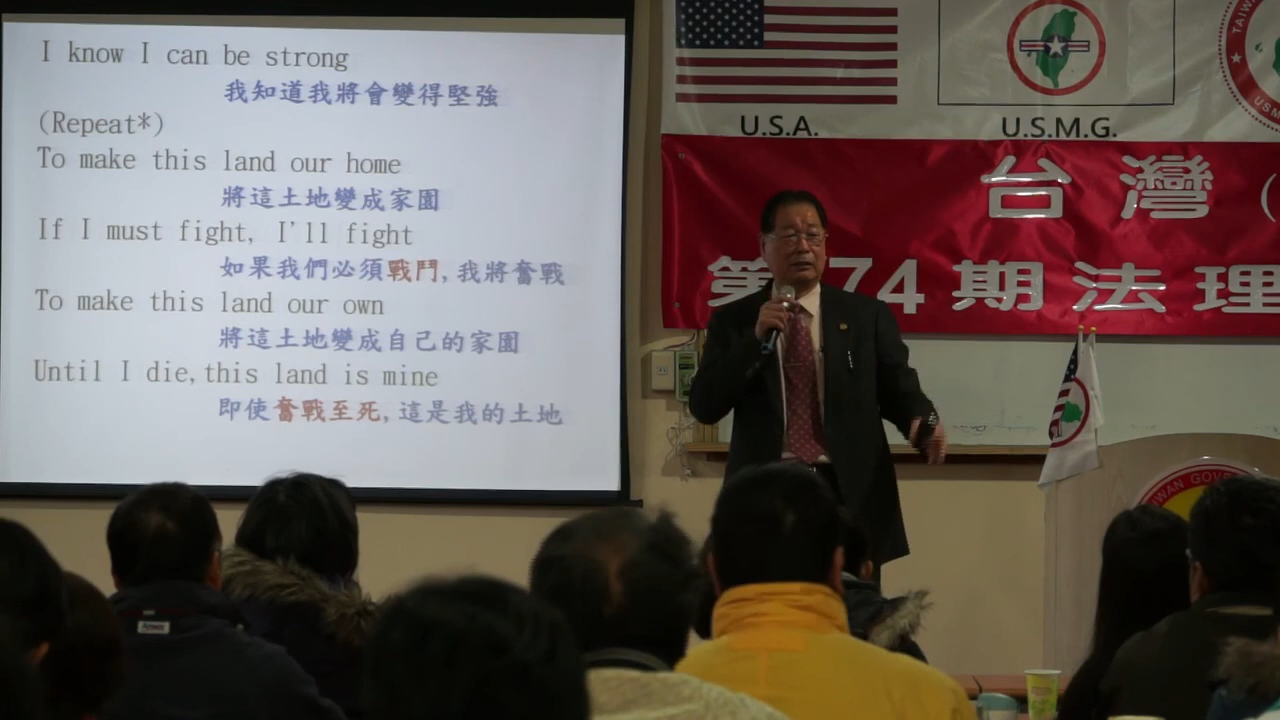 I know I can be strong
我知道我將會變得堅強
(Repeat*)
To make this land our home
將這土地變成家園
If I must fight, I'll fight
如果我們必須戰鬥,我將奮戰
To make this land our own
將這土地變成自己的家園
Until I die,this land is mine
即使奮戰至死,這是我的土地
U.S.A.
U.S.M.G.
台灣(
第 74期法理
TAIWAN GOV